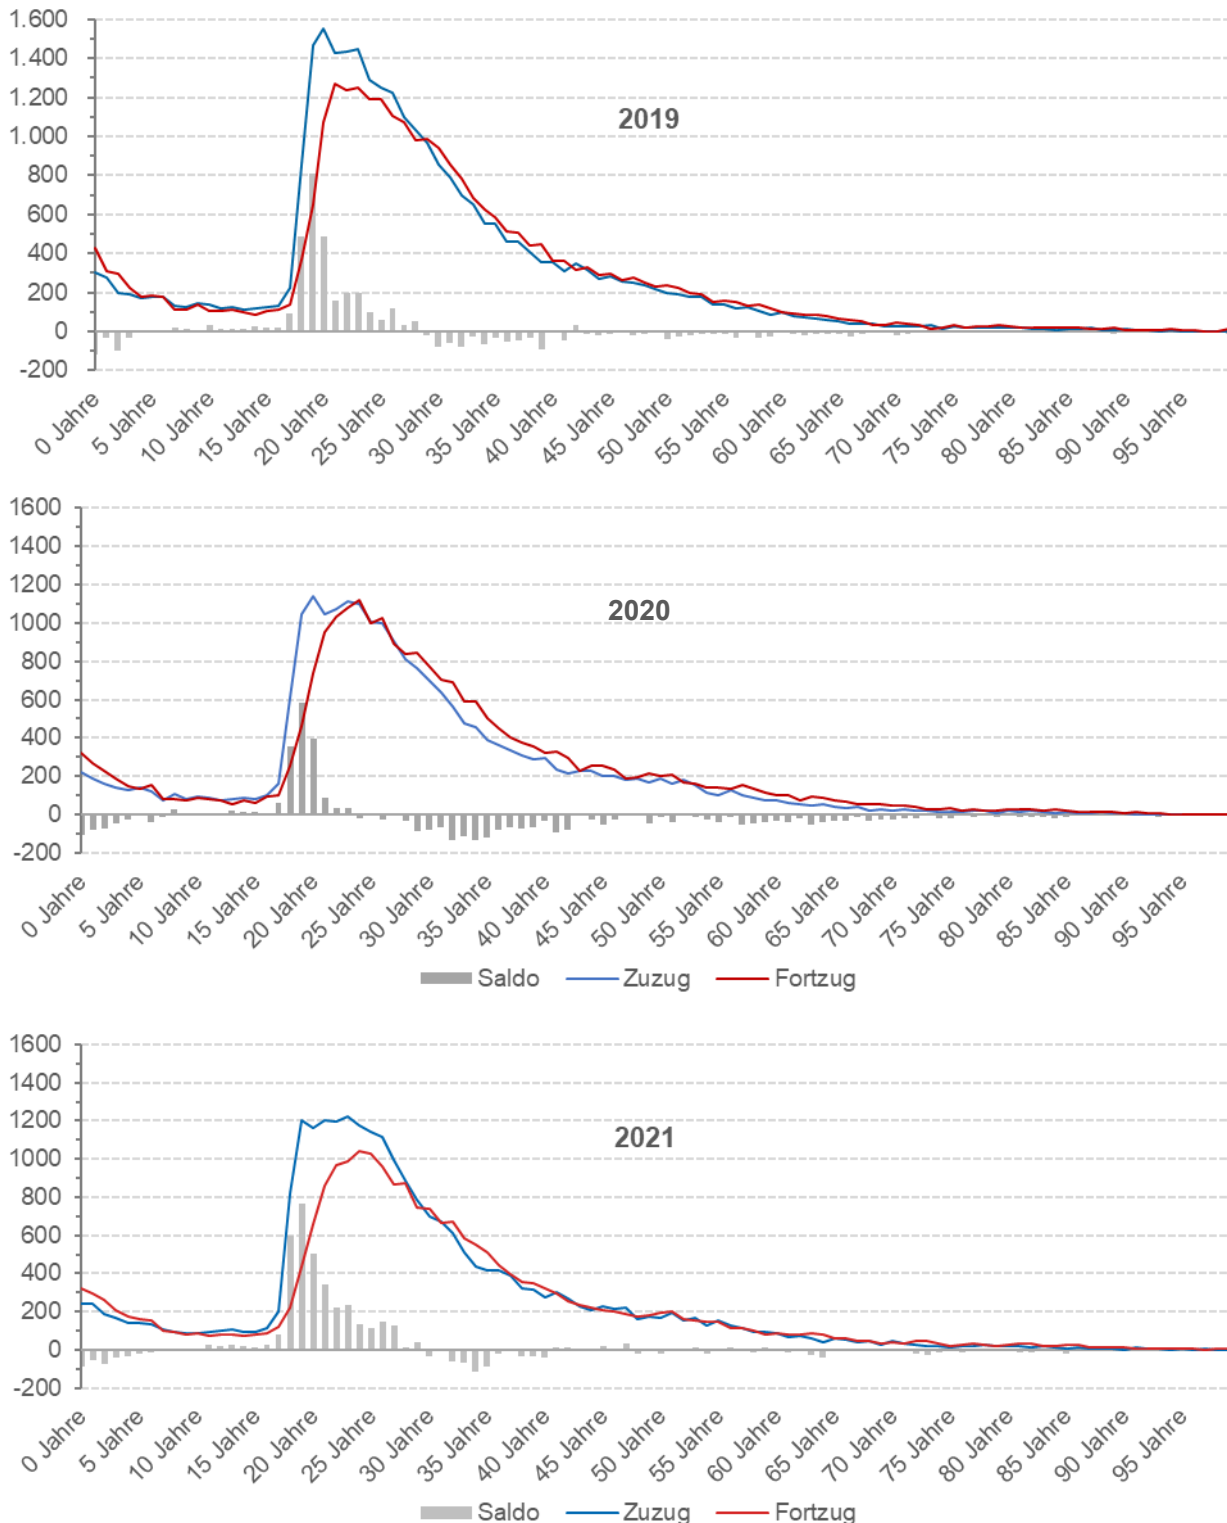 1.600
1.400
1.200
1.000
800
600
400
200
0
-200
2019
0 Jahre
5 Jahre
10 Jahre
15 Jahre
20 Jahre
25 Jahre
30 Jahre
35 Jahre
40 Jahre
45 Jahre
50 Jahre
55 Jahre
60 Jahre
65 Jahre
70 Jahre
75 Jahre
80 Jahre
85 Jahre
90 Jahre
95 Jahre
1600
1400
1200
1000
800
600
400
200
0
-200
2020
0 Jahre
5 Jahre
10 Jahre
15 Jahre
20 Jahre
25 Jahre
30 Jahre
35 Jahre
40 Jahre
45 Jahre
50 Jahre
55 Jahre
60 Jahre
65 Jahre
70 Jahre
75 Jahre
80 Jahre
85 Jahre
90 Jahre
95 Jahre
Saldo Zuzug Fortzug
1600
1400
1200
1000
800
600
400
200
0
-200
2021
0 Jahre
5 Jahre
10 Jahre
15 Jahre
20 Jahre
25 Jahre
30 Jahre
35 Jahre
40 Jahre
45 Jahre
50 Jahre
55 Jahre
60 Jahre
65 Jahre
70 Jahre
75 Jahre
80 Jahre
85 Jahre
90 Jahre
95 Jahre
Saldo Zuzug Fortzug